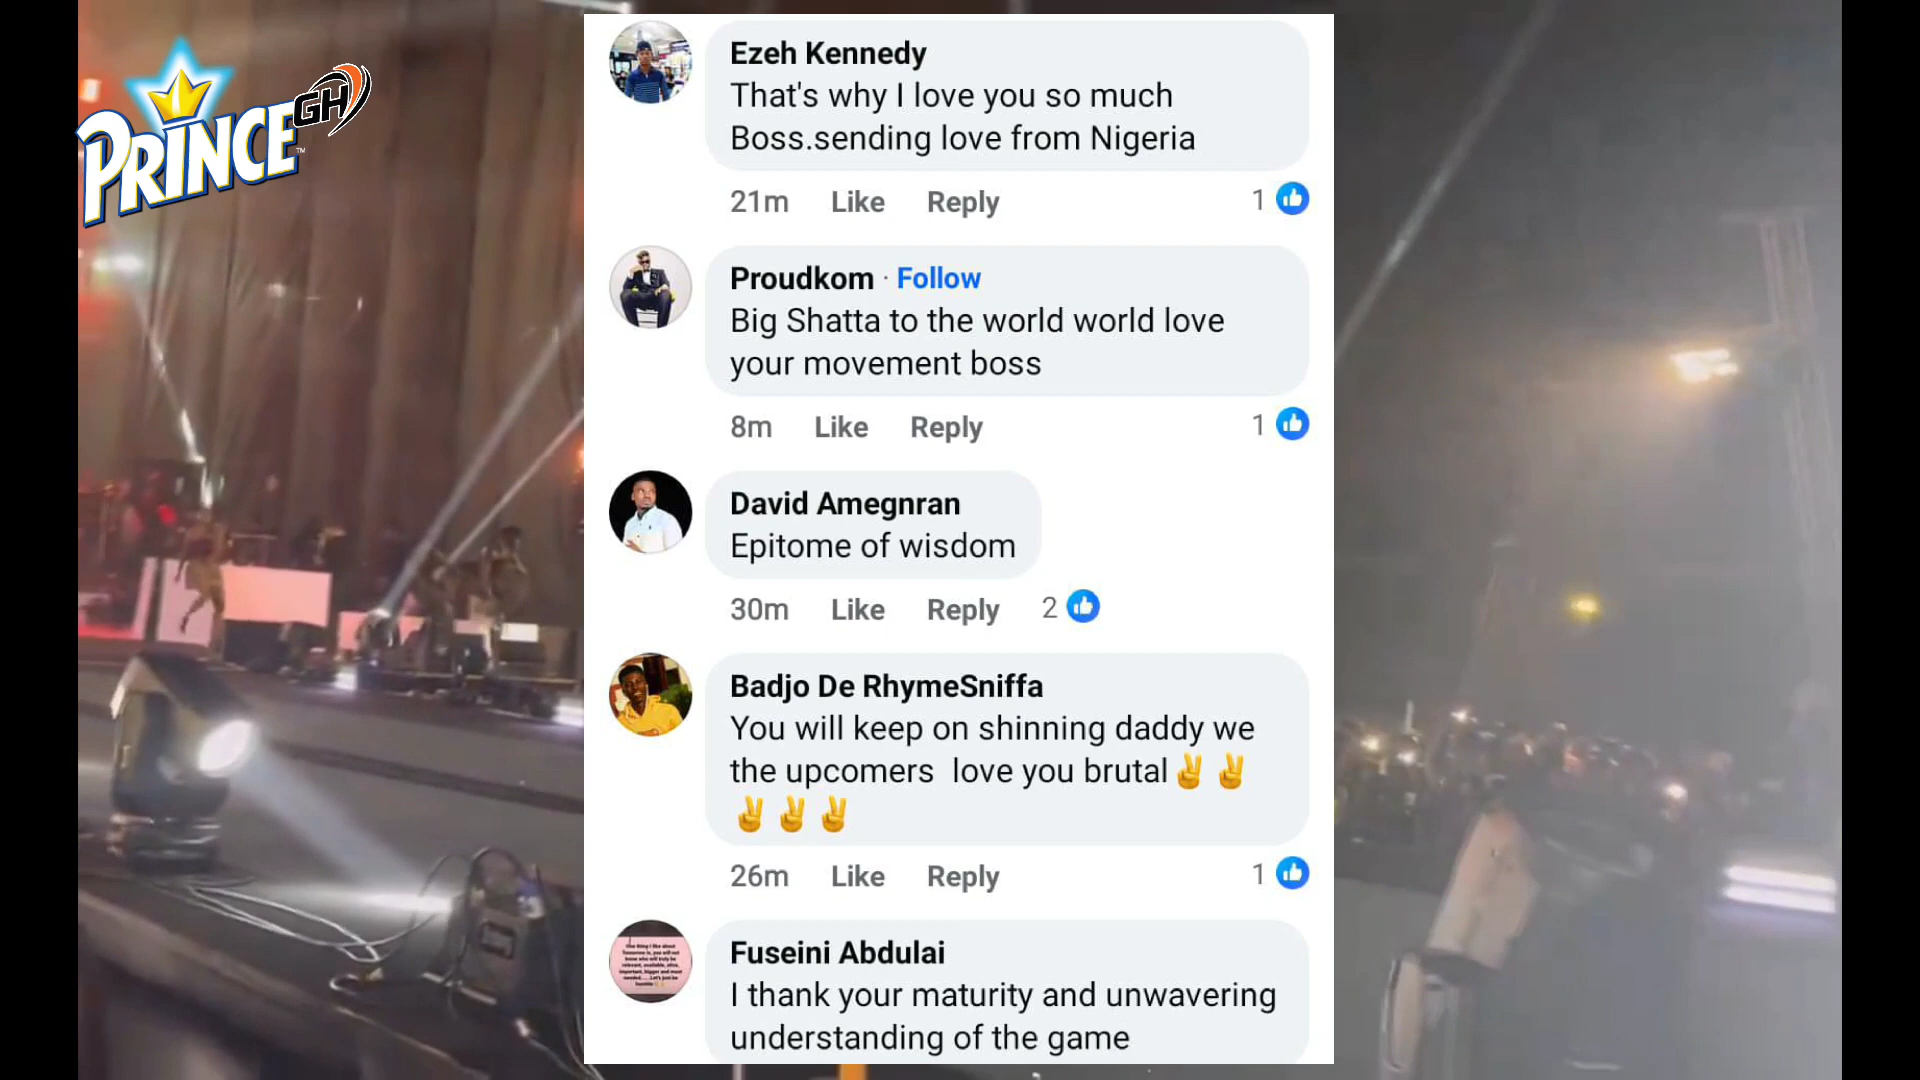 PRINCE GH
TM
Ezeh Kennedy
That's why I love you so much
Boss.sending love from Nigeria
21m Like Reply 1
Proudkom · Follow
Big Shatta to the world world love
your movement boss
8m Like Reply 1
David Amegnran
Epitome of wisdom
30m Like Reply 2
Badjo De RhymeSniffa
You will keep on shinning daddy we
the upcomers love you brutal✌️✌️
✌️✌️✌️
26m Like Reply 1
Fuseini Abdulai
I thank your maturity and unwavering
understanding of the game